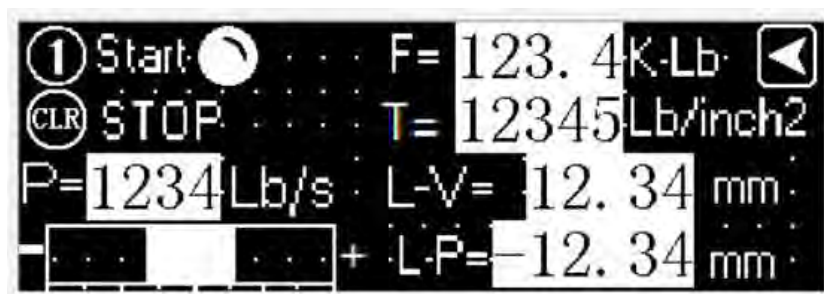 1 Start F= 123. 4 K-Lb
CLR STOP T= 12345 Lb/inch2
P= 1234 Lb/s L-V= 12. 34 mm
- + L-P= -12. 34 mm